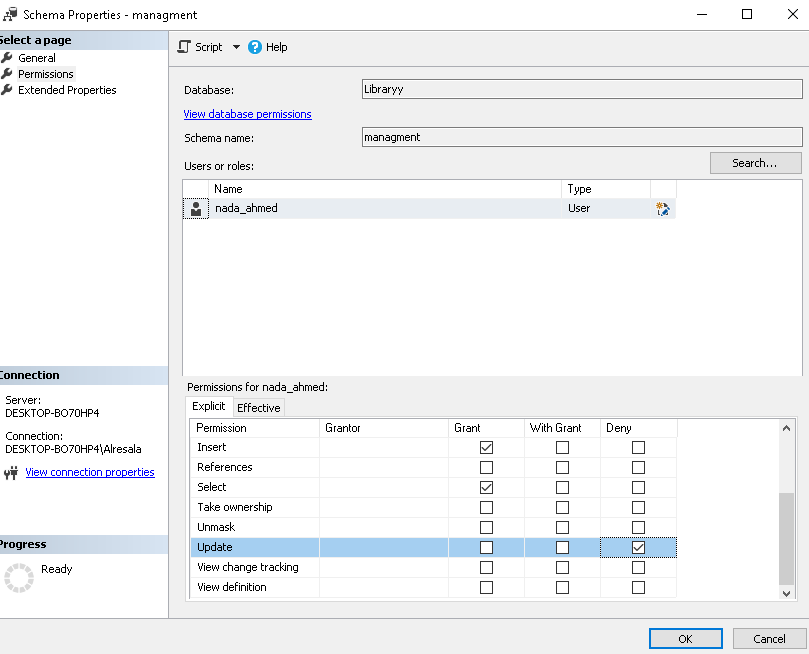 Schema Properties - managment
Select a page
General
Permissions
Extended Properties
Script
Help
Database:
Libraryy
View database permissions
Schema name:
managment
Users or roles:
Search...
Name Type
nada_ahmed User
Permissions for nada_ahmed:
Explicit Effective
Permission Grantor Grant With Grant Deny
Insert
References
Select
Take ownership
Unmask
Update
View change tracking
View definition
Connection
Server:
DESKTOP-BO70HP4
Connection:
DESKTOP-BO70HP4\Alresala
View connection properties
Progress
Ready
OK
Cancel